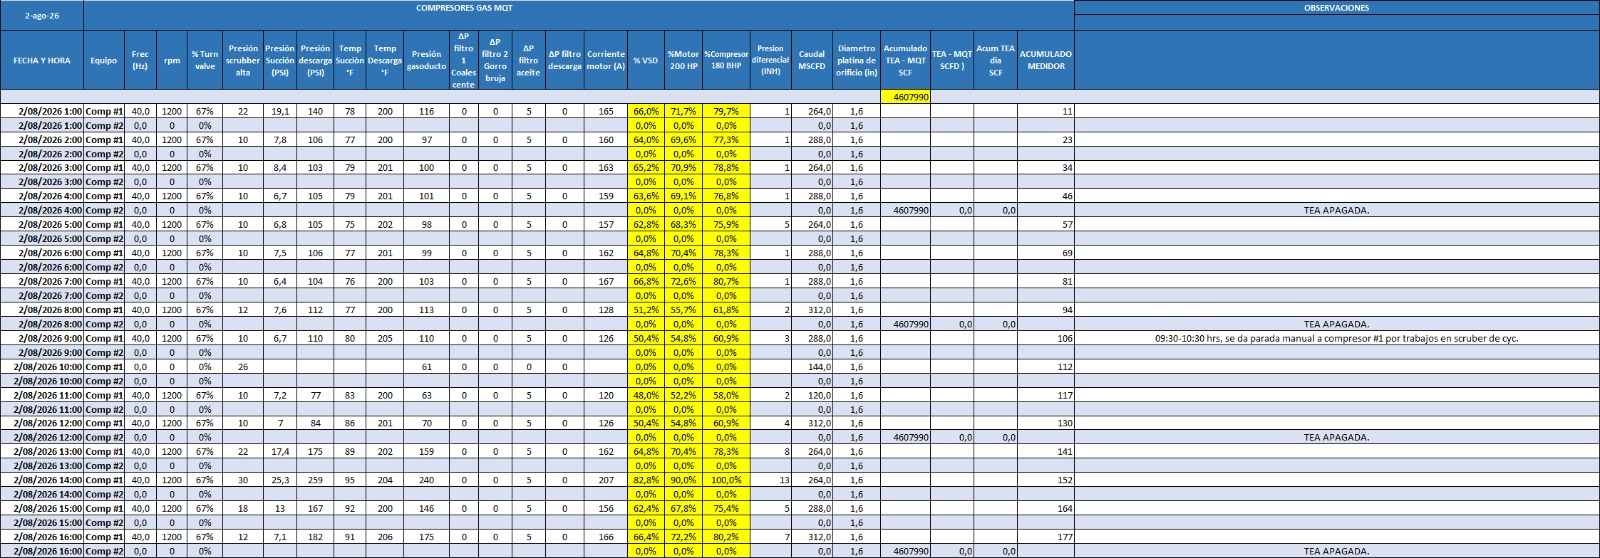 2-ago-26 COMPRESORES GAS MQT OBSERVACIONES
FECHA Y HORA Equipo Frec (Hz) rpm % Turn valve Presión scrubber alta Presión Succión (PSI) Presión descarga (PSI) Temp Succión °F Temp Descarga °F Presión gasoducto ΔP filtro 1 Coalescente ΔP filtro 2 Gorro bruja ΔP filtro aceite ΔP filtro descarga Corriente motor (A) % VSD %Motor 200 HP %Compresor 180 BHP Presion diferencial (INH) Caudal MSCFD Diametro platina de orificio (in) Acumulado TEA - MQT SCF TEA - MQT SCFD ) Acum TEA dia SCF ACUMULADO MEDIDOR
4607990
2/08/2026 1:00 Comp #1 40,0 1200 67% 22 19,1 140 78 200 116 0 0 5 0 165 66,0% 71,7% 79,7% 1 264,0 1,6 11
2/08/2026 1:00 Comp #2 0,0 0 0% 0,0% 0,0% 0,0% 0,0 1,6
2/08/2026 2:00 Comp #1 40,0 1200 67% 10 7,8 106 77 200 97 0 0 5 0 160 64,0% 69,6% 77,3% 1 288,0 1,6 23
2/08/2026 2:00 Comp #2 0,0 0 0% 0,0% 0,0% 0,0% 0,0 1,6
2/08/2026 3:00 Comp #1 40,0 1200 67% 10 8,4 103 79 201 100 0 0 5 0 163 65,2% 70,9% 78,8% 1 264,0 1,6 34
2/08/2026 3:00 Comp #2 0,0 0 0% 0,0% 0,0% 0,0% 0,0 1,6
2/08/2026 4:00 Comp #1 40,0 1200 67% 10 6,7 105 79 201 101 0 0 5 0 159 63,6% 69,1% 76,8% 1 288,0 1,6 46
2/08/2026 4:00 Comp #2 0,0 0 0% 0,0% 0,0% 0,0% 0,0 1,6 4607990 0,0 0,0 TEA APAGADA.
2/08/2026 5:00 Comp #1 40,0 1200 67% 10 6,8 105 75 202 98 0 0 5 0 157 62,8% 68,3% 75,9% 5 264,0 1,6 57
2/08/2026 5:00 Comp #2 0,0 0 0% 0,0% 0,0% 0,0% 0,0 1,6
2/08/2026 6:00 Comp #1 40,0 1200 67% 10 7,5 106 77 201 99 0 0 5 0 162 64,8% 70,4% 78,3% 1 288,0 1,6 69
2/08/2026 6:00 Comp #2 0,0 0 0% 0,0% 0,0% 0,0% 0,0 1,6
2/08/2026 7:00 Comp #1 40,0 1200 67% 10 6,4 104 76 200 103 0 0 5 0 167 66,8% 72,6% 80,7% 1 288,0 1,6 81
2/08/2026 7:00 Comp #2 0,0 0 0% 0,0% 0,0% 0,0% 0,0 1,6
2/08/2026 8:00 Comp #1 40,0 1200 67% 12 7,6 112 77 200 113 0 0 5 0 128 51,2% 55,7% 61,8% 2 312,0 1,6 94
2/08/2026 8:00 Comp #2 0,0 0 0% 0,0% 0,0% 0,0% 0,0 1,6 4607990 0,0 0,0 TEA APAGADA.
2/08/2026 9:00 Comp #1 40,0 1200 67% 10 6,7 110 80 205 110 0 0 5 0 126 50,4% 54,8% 60,9% 3 288,0 1,6 106 09:30-10:30 hrs, se da parada manual a compresor #1 por trabajos en scruber de cyc.
2/08/2026 9:00 Comp #2 0,0 0 0% 0,0% 0,0% 0,0% 0,0 1,6
2/08/2026 10:00 Comp #1 40,0 1200 67% 26 61 0 0 0 0 0,0% 0,0% 0,0% 144,0 1,6 112
2/08/2026 10:00 Comp #2 0,0 0 0% 0,0% 0,0% 0,0% 0,0 1,6
2/08/2026 11:00 Comp #1 40,0 1200 67% 10 7,2 77 83 200 63 0 0 5 0 120 48,0% 52,2% 58,0% 2 120,0 1,6 117
2/08/2026 11:00 Comp #2 0,0 0 0% 0,0% 0,0% 0,0% 0,0 1,6
2/08/2026 12:00 Comp #1 40,0 1200 67% 10 7 84 86 201 70 0 0 5 0 126 50,4% 54,8% 60,9% 4 312,0 1,6 130
2/08/2026 12:00 Comp #2 0,0 0 0% 0,0% 0,0% 0,0% 0,0 1,6 4607990 0,0 0,0 TEA APAGADA.
2/08/2026 13:00 Comp #1 40,0 1200 67% 22 17,4 175 89 202 159 0 0 5 0 162 64,8% 70,4% 78,3% 8 264,0 1,6 141
2/08/2026 13:00 Comp #2 0,0 0 0% 0,0% 0,0% 0,0% 0,0 1,6
2/08/2026 14:00 Comp #1 40,0 1200 67% 30 25,3 259 95 204 240 0 0 5 0 207 82,8% 90,0% 100,0% 13 264,0 1,6 152
2/08/2026 14:00 Comp #2 0,0 0 0% 0,0% 0,0% 0,0% 0,0 1,6
2/08/2026 15:00 Comp #1 40,0 1200 67% 18 13 167 92 200 146 0 0 5 0 156 62,4% 67,8% 75,4% 5 288,0 1,6 164
2/08/2026 15:00 Comp #2 0,0 0 0% 0,0% 0,0% 0,0% 0,0 1,6
2/08/2026 16:00 Comp #1 40,0 1200 67% 12 7,1 182 91 206 175 0 0 5 0 166 66,4% 72,2% 80,2% 7 312,0 1,6 177
2/08/2026 16:00 Comp #2 0,0 0 0% 0,0% 0,0% 0,0% 0,0 1,6 4607990 0,0 0,0 TEA APAGADA.